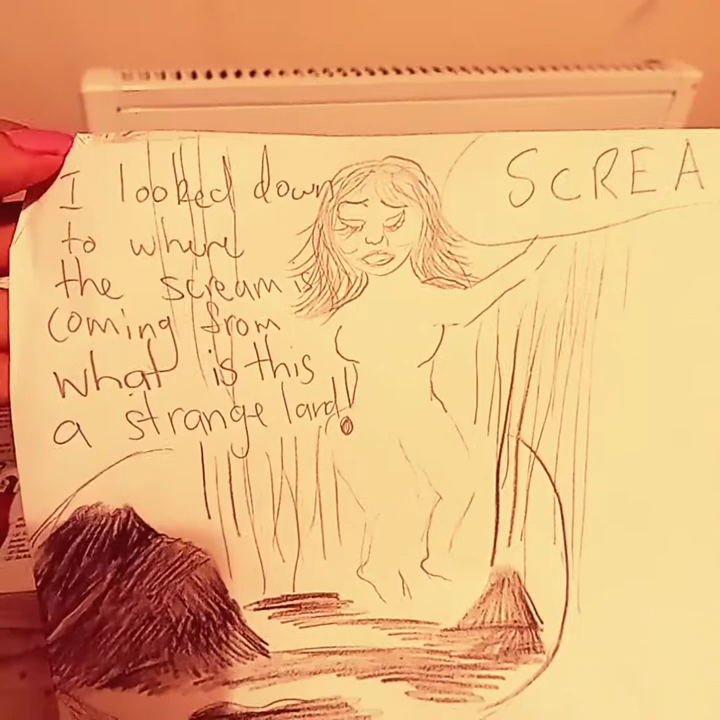 I looked down
to where
the scream is
coming from
what is this
a strange land!
SCREA